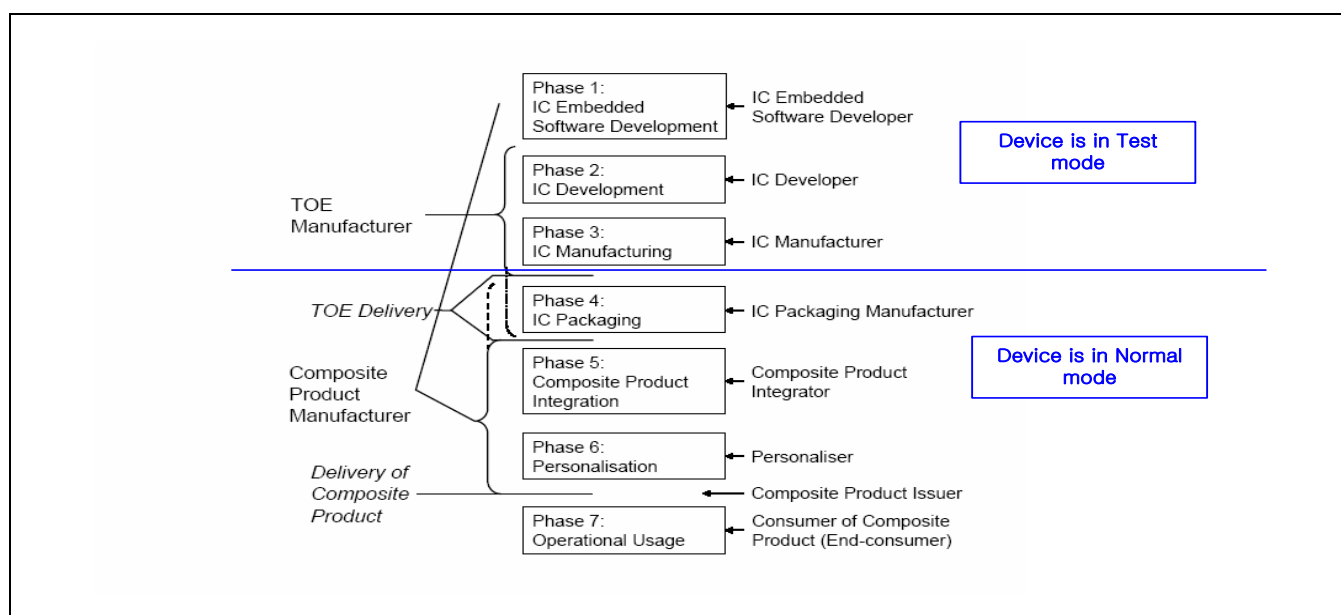 Phase 1:
IC Embedded
Software Development
IC Embedded
Software Developer
Device is in Test
mode
Phase 2:
IC Development
IC Developer
TOE
Manufacturer
Phase 3:
IC Manufacturing
IC Manufacturer
TOE Delivery
Phase 4:
IC Packaging
IC Packaging Manufacturer
Device is in Normal
mode
Composite
Product
Manufacturer
Phase 5:
Composite Product
Integration
Composite Product
Integrator
Phase 6:
Personalisation
Personaliser
Delivery of
Composite
Product
Composite Product Issuer
Phase 7:
Operational Usage
Consumer of Composite
Product (End-consumer)